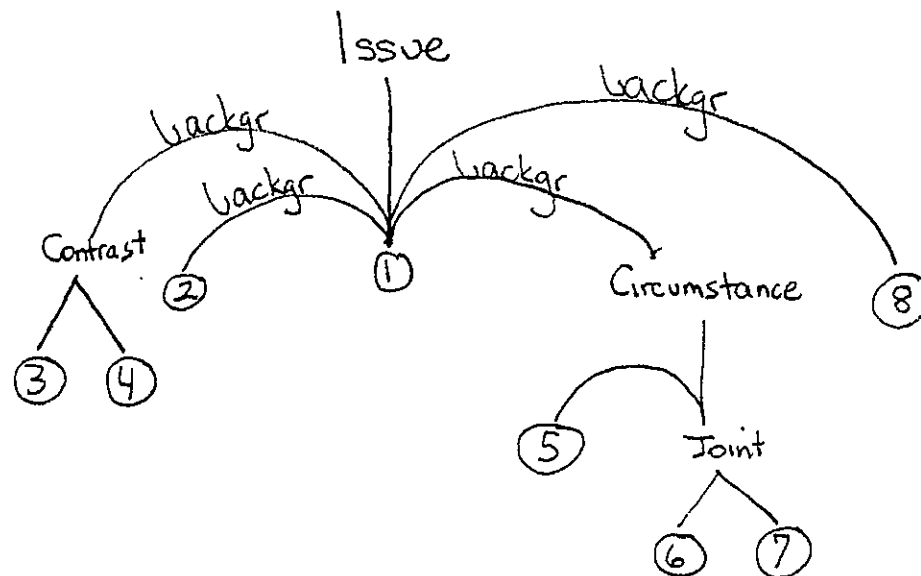 Issue
backgr
backgr
backgr
backgr
Contrast
2
1
Circumstance
8
3
4
5
Joint
6
7